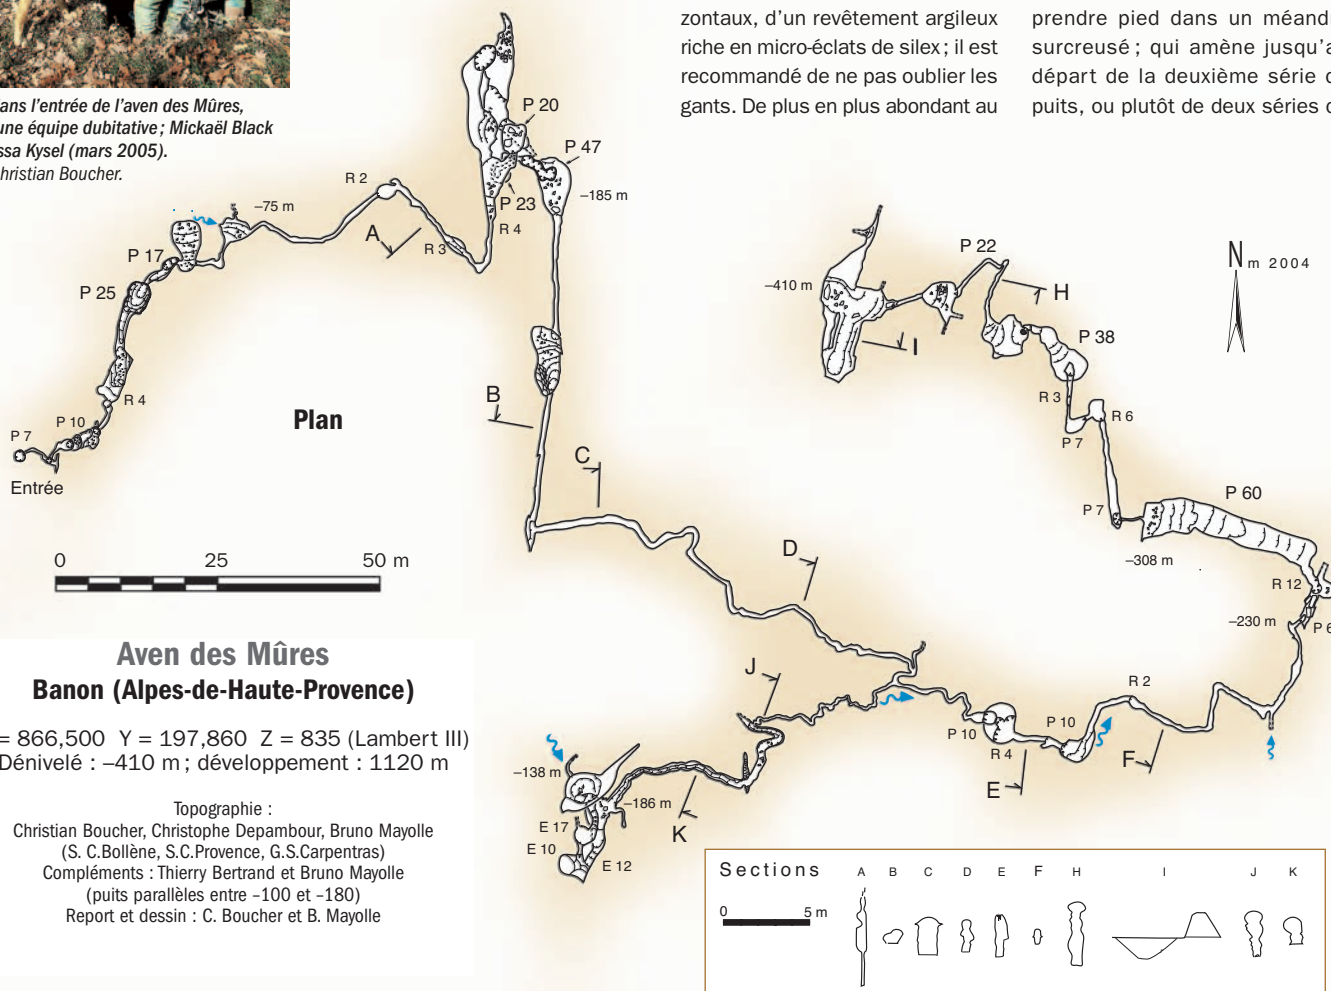 zontaux, d'un revêtement argileux
riche en micro-éclats de silex ; il est
recommandé de ne pas oublier les
gants. De plus en plus abondant au
prendre pied dans un méand
surcreusé ; qui amène jusqu'a
départ de la deuxième série d
puits, ou plutôt de deux séries d
ans l'entrée de l'aven des Mûres,
une équipe dubitative ; Mickaël Black
ssa Kysel (mars 2005).
hristian Boucher.
P 20
P 47
R 2
–75 m
–185 m
P 23
A
R 4
R 3
P 17
P 25
P 22
N m 2004
–410 m
H
I
P 38
B
R 4
R 3
R 6
P 10
Plan
P 7
P 7
C
Entrée
P 60
P 7
D
–308 m
0 25 50 m
R 12
–230 m
P 6
Aven des Mûres
Banon (Alpes-de-Haute-Provence)
= 866,500 Y = 197,860 Z = 835 (Lambert III)
Dénivelé : –410 m ; développement : 1120 m
J
R 2
P 10
P 10
R 4
F
E
–138 m
–186 m
K
E 17
E 10
E 12
Topographie :
Christian Boucher, Christophe Depambour, Bruno Mayolle
(S. C.Bollène, S.C.Provence, G.S.Carpentras)
Compléments : Thierry Bertrand et Bruno Mayolle
(puits parallèles entre –100 et –180)
Report et dessin : C. Boucher et B. Mayolle
Sections A B C D E F H I J K
0 5 m